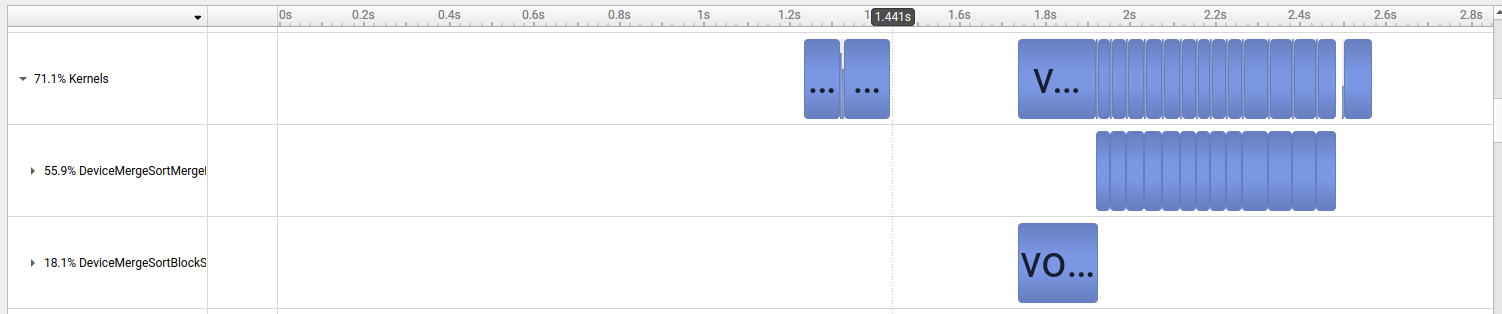 0s 0.2s 0.4s 0.6s 0.8s 1s 1.2s 1.441s 1.6s 1.8s 2s 2.2s 2.4s 2.6s 2.8s
71.1% Kernels
... ... V...
55.9% DeviceMergeSortMerge
18.1% DeviceMergeSortBlockS
VO...